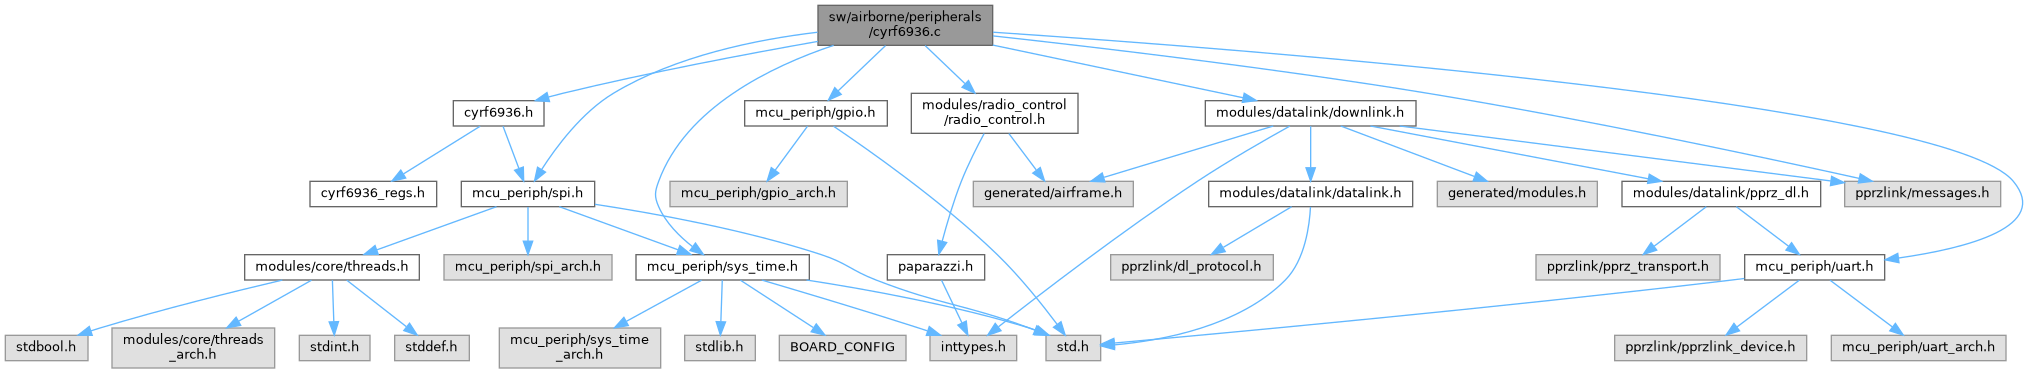 sw/airborne/peripherals
/cyrf6936.c
cyrf6936.h
mcu_periph/gpio.h
modules/radio_control
/radio_control.h
modules/datalink/downlink.h
cyrf6936_regs.h
mcu_periph/spi.h
mcu_periph/gpio_arch.h
generated/airframe.h
modules/datalink/datalink.h
generated/modules.h
modules/datalink/pprz_dl.h
pprzlink/messages.h
modules/core/threads.h
mcu_periph/spi_arch.h
mcu_periph/sys_time.h
paparazzi.h
pprzlink/dl_protocol.h
pprzlink/pprz_transport.h
mcu_periph/uart.h
stdbool.h
modules/core/threads
_arch.h
stdint.h
stddef.h
mcu_periph/sys_time
_arch.h
stdlib.h
BOARD_CONFIG
inttypes.h
std.h
pprzlink/pprzlink_device.h
mcu_periph/uart_arch.h